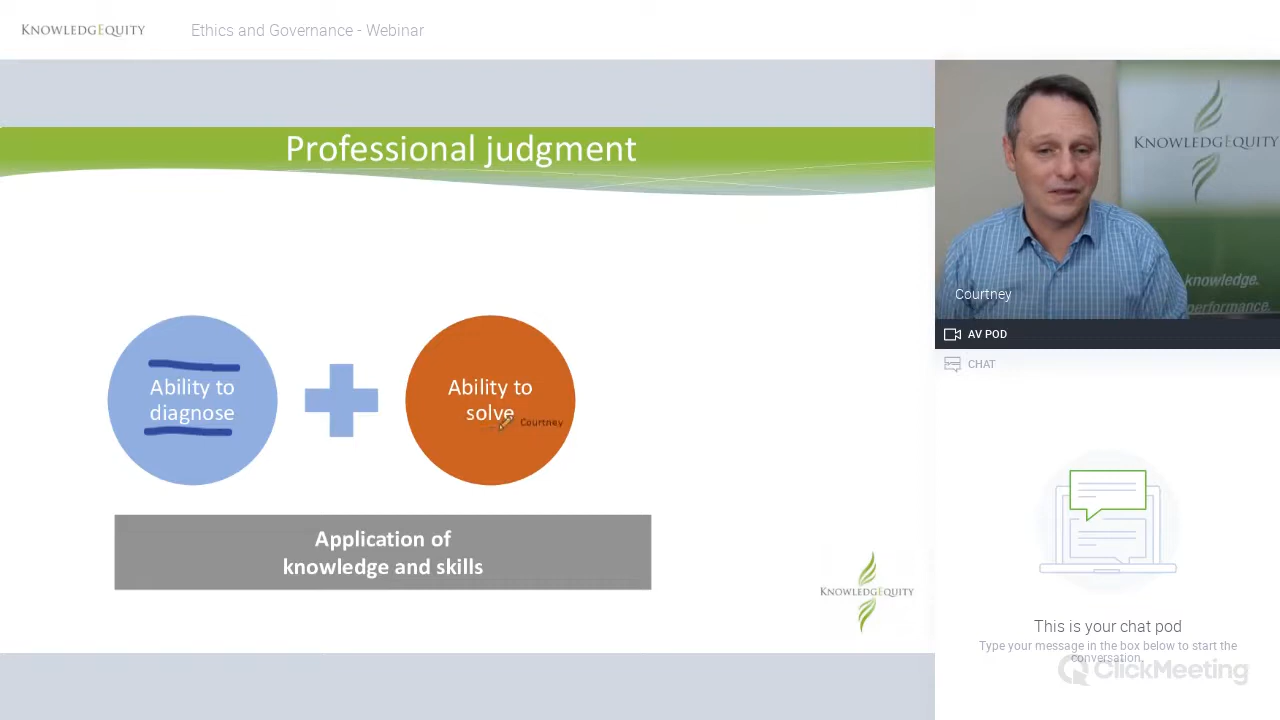 KNOWLEDGEQUITY
Ethics and Governance - Webinar
Professional judgment
Ability to
diagnose
Ability to
solve
Courtney
Application of
knowledge and skills
KNOWLEDGEQUITY
KNOWLEDGEQUITY
knowledge.
performance.
Courtney
AV POD
CHAT
This is your chat pod
Type your message in the box below to start the
conversation.
ClickMeeting